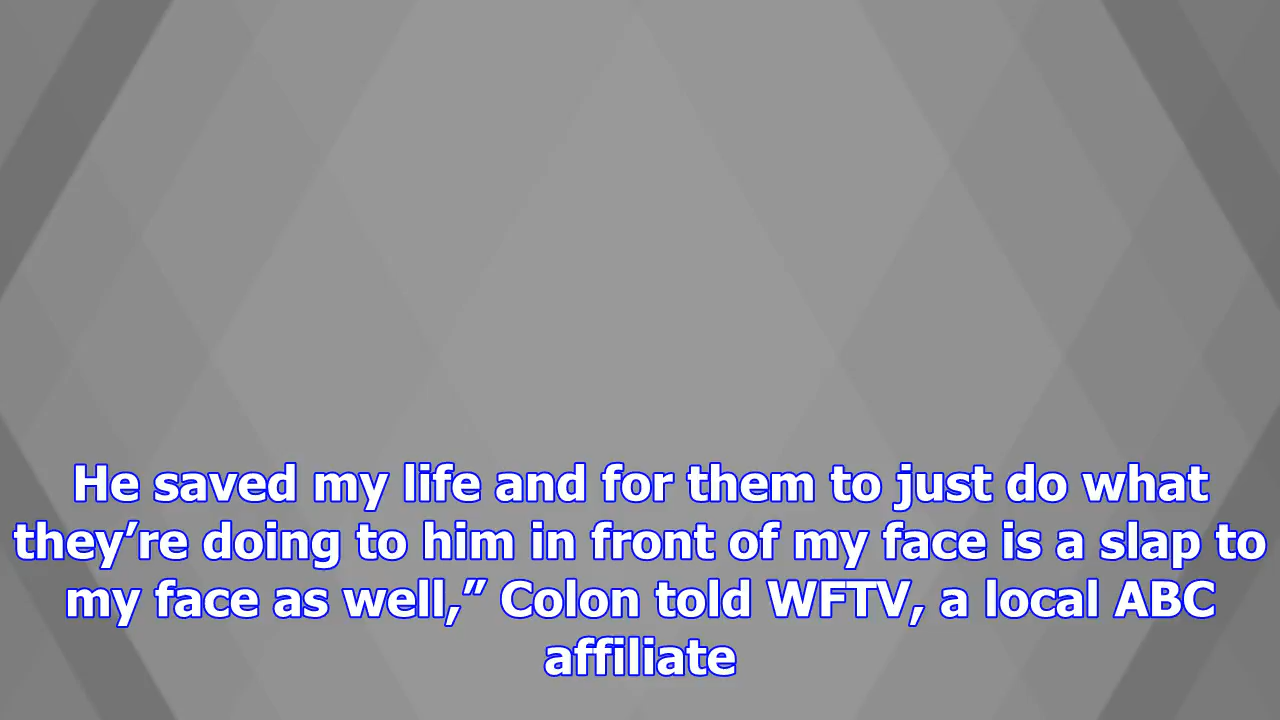 He saved my life and for them to just do what
they’re doing to him in front of my face is a slap to
my face as well,” Colon told WFTV, a local ABC
affiliate